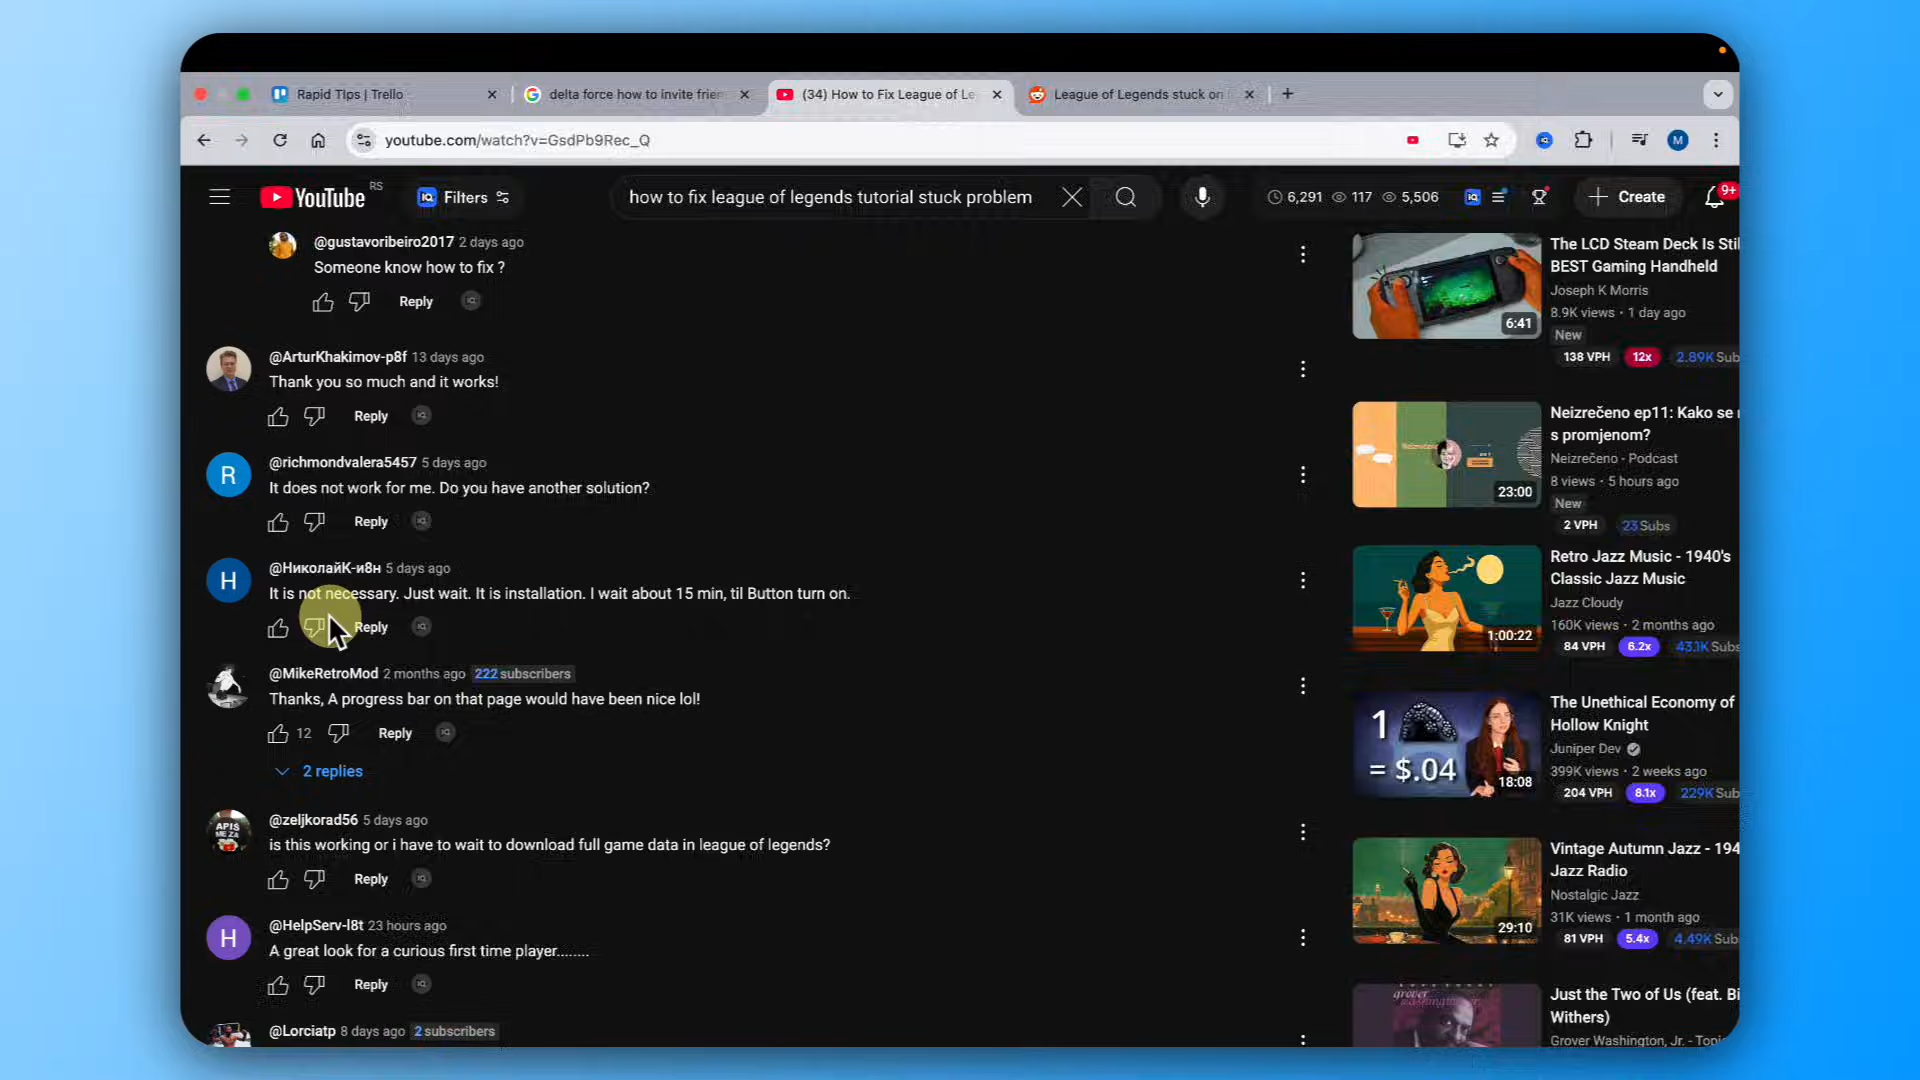 Rapid Tips | Trello
delta force how to invite frien
(34) How to Fix League of Le
League of Legends stuck on
youtube.com/watch?v=GsdPb9Rec_Q
M
YouTube RS
Filters
how to fix league of legends tutorial stuck problem
6,291 117 5,506
Create
9+
@gustavoribeiro2017 2 days ago
Someone know how to fix ?
Reply
@ArturKhakimov-p8f 13 days ago
Thank you so much and it works!
Reply
R
@richmondvalera5457 5 days ago
It does not work for me. Do you have another solution?
Reply
H
@НиколайК-и8н 5 days ago
It is not necessary. Just wait. It is installation. I wait about 15 min, til Button turn on.
Reply
@MikeRetroMod 2 months ago 222 subscribers
Thanks, A progress bar on that page would have been nice lol!
12 Reply
2 replies
APIS
ME ZA
@zeljkorad56 5 days ago
is this working or i have to wait to download full game data in league of legends?
Reply
H
@HelpServ-l8t 23 hours ago
A great look for a curious first time player........
Reply
@Lorciatp 8 days ago 2 subscribers
6:41
The LCD Steam Deck Is Stil
BEST Gaming Handheld
Joseph K Morris
8.9K views • 1 day ago
New
138 VPH 12x 2.89K Sub
23:00
Neizrečeno ep11: Kako se
s promjenom?
Neizrečeno - Podcast
8 views • 5 hours ago
New
2 VPH 23 Subs
1:00:22
Retro Jazz Music - 1940's
Classic Jazz Music
Jazz Cloudy
160K views • 2 months ago
84 VPH 6.2x 43.1K Subs
1
= $.04
18:08
The Unethical Economy of
Hollow Knight
Juniper Dev
399K views • 2 weeks ago
204 VPH 8.1x 229K Sub
29:10
Vintage Autumn Jazz - 194
Jazz Radio
Nostalgic Jazz
31K views • 1 month ago
81 VPH 5.4x 4.49K Sub
grover
Just the Two of Us (feat. Bi
Withers)
Grover Washington, Jr. - Topic